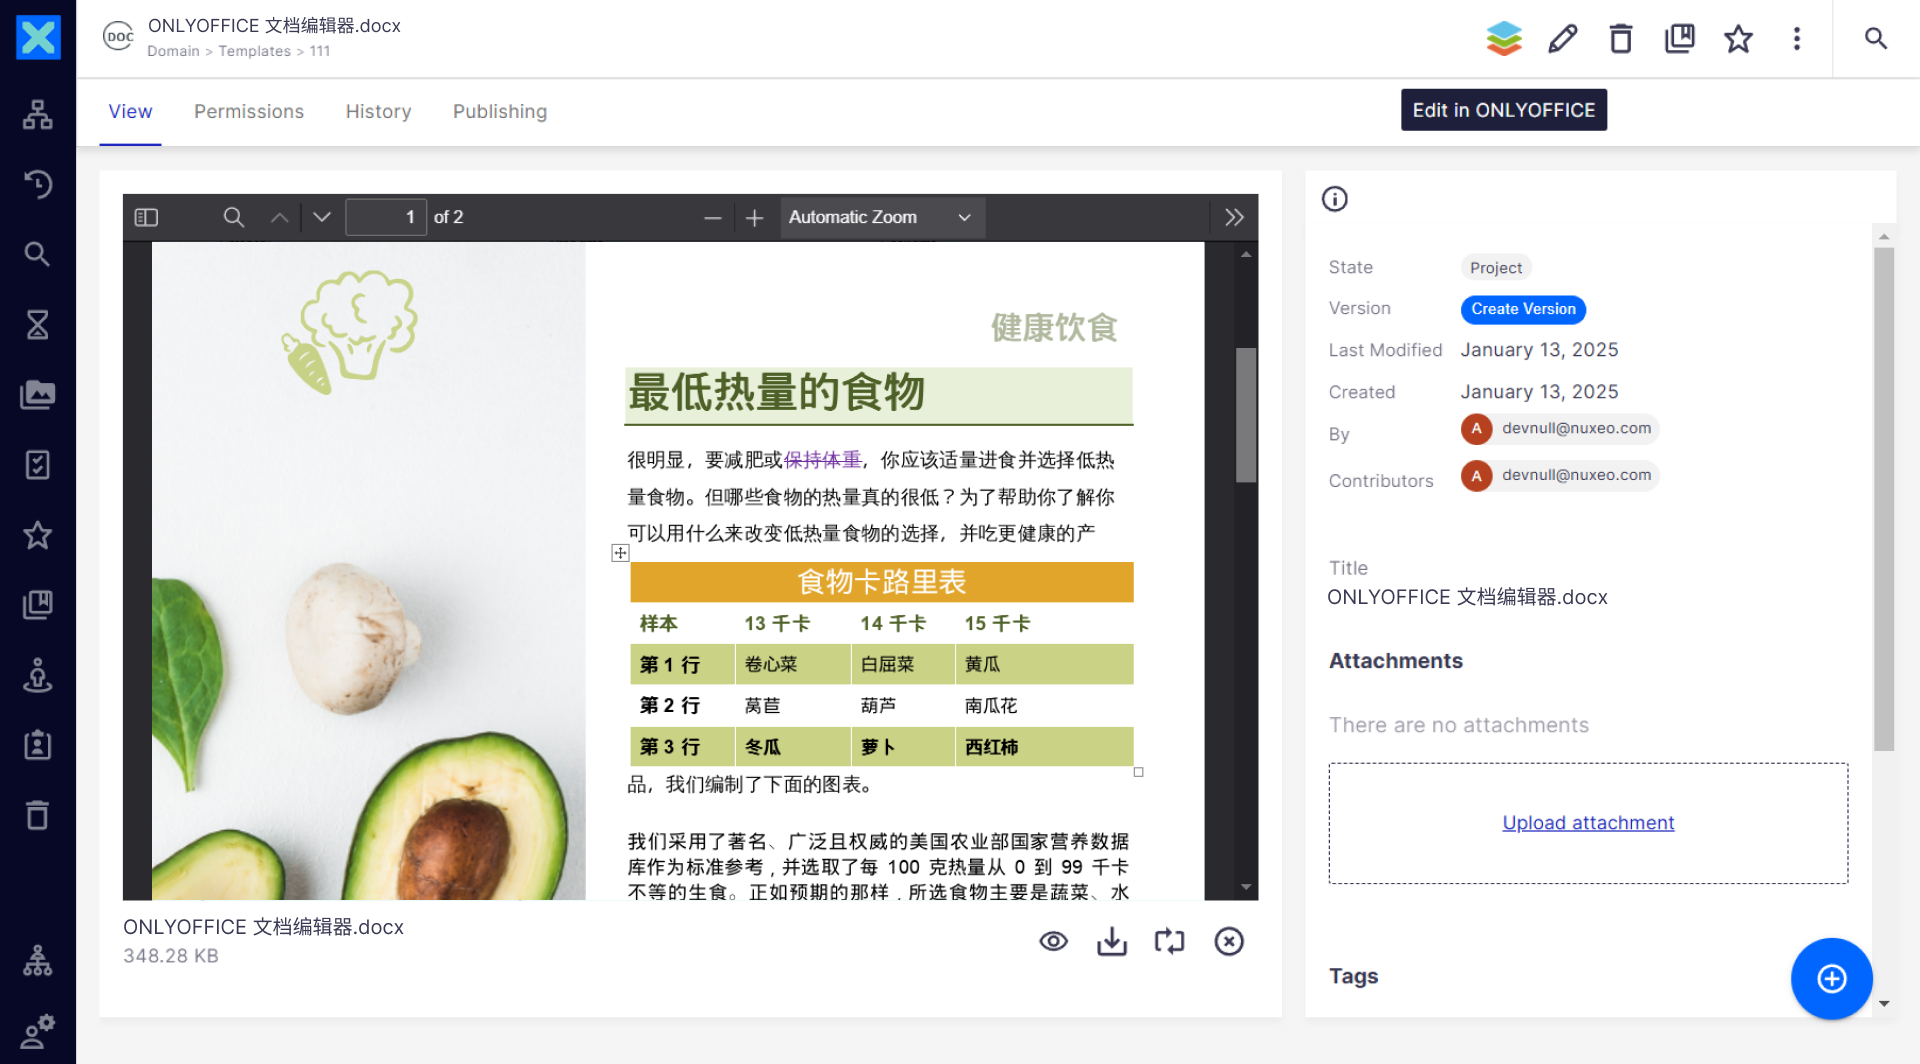 ONLYOFFICE 文档编辑器.docx
DOC
Domain > Templates > 111
View
Permissions
History
Publishing
Edit in ONLYOFFICE
1 of 2
Automatic Zoom
健康饮食
最低热量的食物
很明显，要减肥或保持体重，你应该适量进食并选择低热
量食物。但哪些食物的热量真的很低？为了帮助你了解你
可以用什么来改变低热量食物的选择，并吃更健康的产
食物卡路里表
样本 13 千卡 14 千卡 15 千卡
第 1 行 卷心菜 白屈菜 黄瓜
第 2 行 莴苣 葫芦 南瓜花
第 3 行 冬瓜 萝卜 西红柿
品，我们编制了下面的图表。
我们采用了著名、广泛且权威的美国农业部国家营养数据
库作为标准参考，并选取了每 100 克热量从 0 到 99 千卡
不等的生食。正如预期的那样，所选食物主要是蔬菜、水
ONLYOFFICE 文档编辑器.docx
348.28 KB
State Project
Version Create Version
Last Modified January 13, 2025
Created January 13, 2025
By A devnull@nuxeo.com
Contributors A devnull@nuxeo.com
Title
ONLYOFFICE 文档编辑器.docx
Attachments
There are no attachments
Upload attachment
Tags